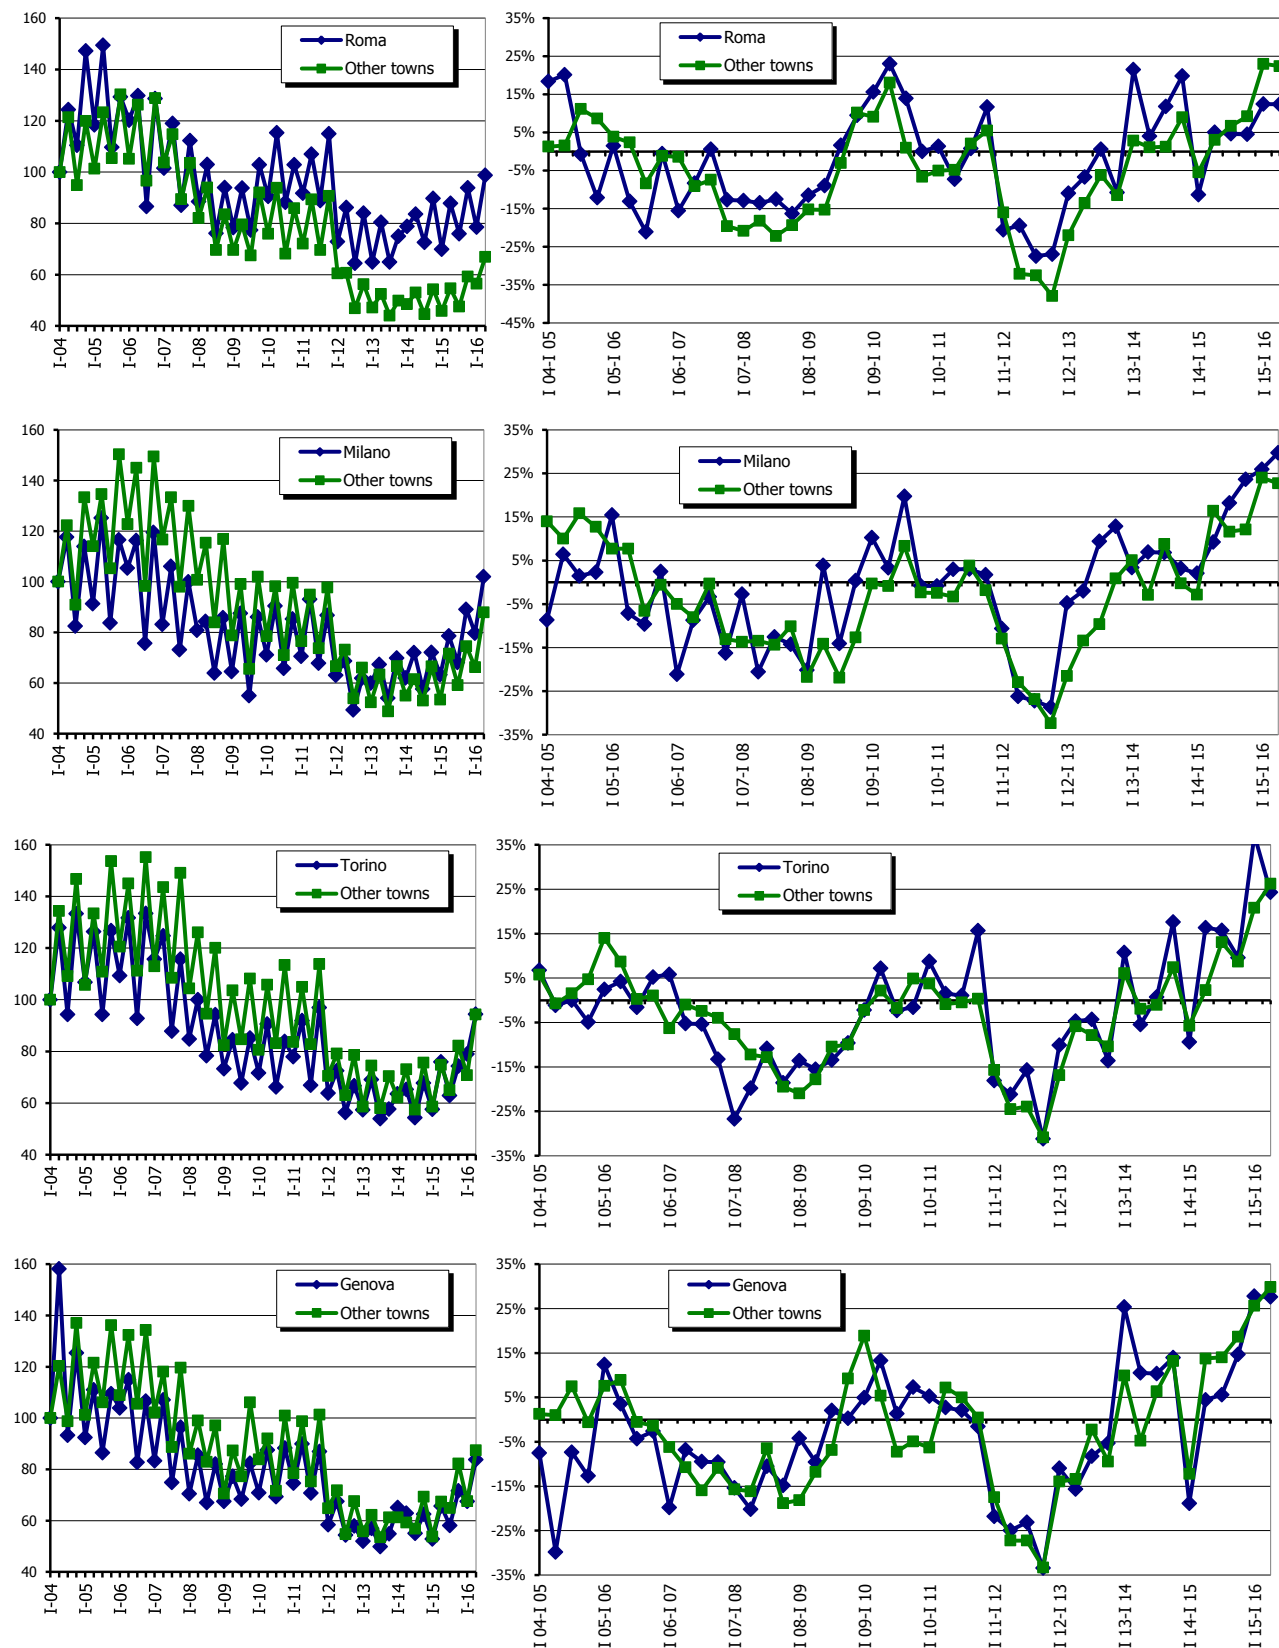 160
140
120
100
80
60
40
Roma
Other towns
I-04
I-05
I-06
I-07
I-08
I-09
I-10
I-11
I-12
I-13
I-14
I-15
I-16
35%
25%
15%
5%
-5%
-15%
-25%
-35%
-45%
Roma
Other towns
I 04-I 05
I 05-I 06
I 06-I 07
I 07-I 08
I 08-I 09
I 09-I 10
I 10-I 11
I 11-I 12
I 12-I 13
I 13-I 14
I 14-I 15
I 15-I 16
160
140
120
100
80
60
40
Milano
Other towns
I-04
I-05
I-06
I-07
I-08
I-09
I-10
I-11
I-12
I-13
I-14
I-15
I-16
35%
25%
15%
5%
-5%
-15%
-25%
-35%
Milano
Other towns
I 04-I 05
I 05-I 06
I 06-I 07
I 07-I 08
I 08-I 09
I 09-I 10
I 10-I 11
I 11-I 12
I 12-I 13
I 13-I 14
I 14-I 15
I 15-I 16
160
140
120
100
80
60
40
Torino
Other towns
I-04
I-05
I-06
I-07
I-08
I-09
I-10
I-11
I-12
I-13
I-14
I-15
I-16
35%
25%
15%
5%
-5%
-15%
-25%
-35%
Torino
Other towns
I 04-I 05
I 05-I 06
I 06-I 07
I 07-I 08
I 08-I 09
I 09-I 10
I 10-I 11
I 11-I 12
I 12-I 13
I 13-I 14
I 14-I 15
I 15-I 16
160
140
120
100
80
60
40
Genova
Other towns
I-04
I-05
I-06
I-07
I-08
I-09
I-10
I-11
I-12
I-13
I-14
I-15
I-16
35%
25%
15%
5%
-5%
-15%
-25%
-35%
Genova
Other towns
I 04-I 05
I 05-I 06
I 06-I 07
I 07-I 08
I 08-I 09
I 09-I 10
I 10-I 11
I 11-I 12
I 12-I 13
I 13-I 14
I 14-I 15
I 15-I 16